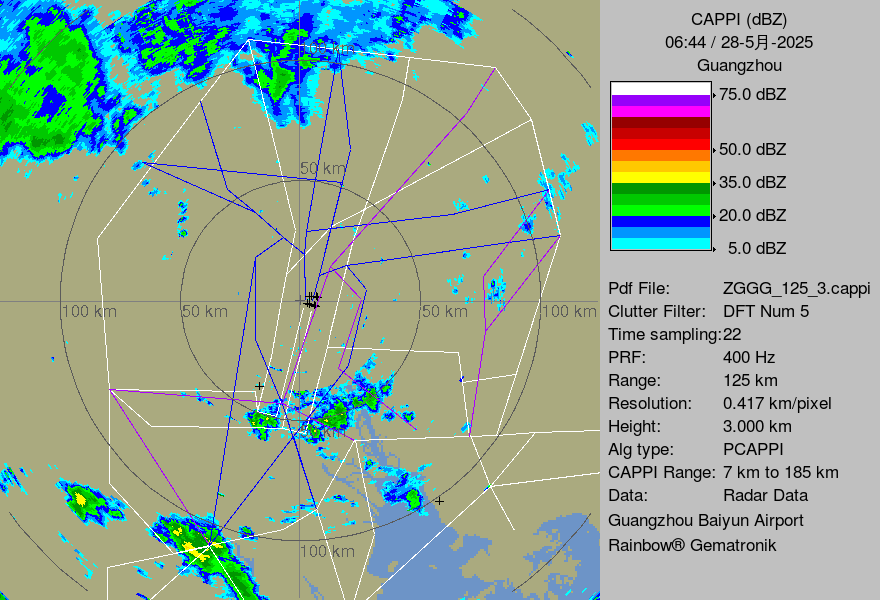 CAPPI (dBZ)
06:44 / 28-5月-2025
Guangzhou
75.0 dBZ
50.0 dBZ
35.0 dBZ
20.0 dBZ
5.0 dBZ
Pdf File: ZGGG_125_3.cappi
Clutter Filter: DFT Num 5
Time sampling:22
PRF: 400 Hz
Range: 125 km
Resolution: 0.417 km/pixel
Height: 3.000 km
Alg type: PCAPPI
CAPPI Range: 7 km to 185 km
Data: Radar Data
Guangzhou Baiyun Airport
Rainbow® Gematronik
50 km
100 km
50 km
50 km
100 km
100 km